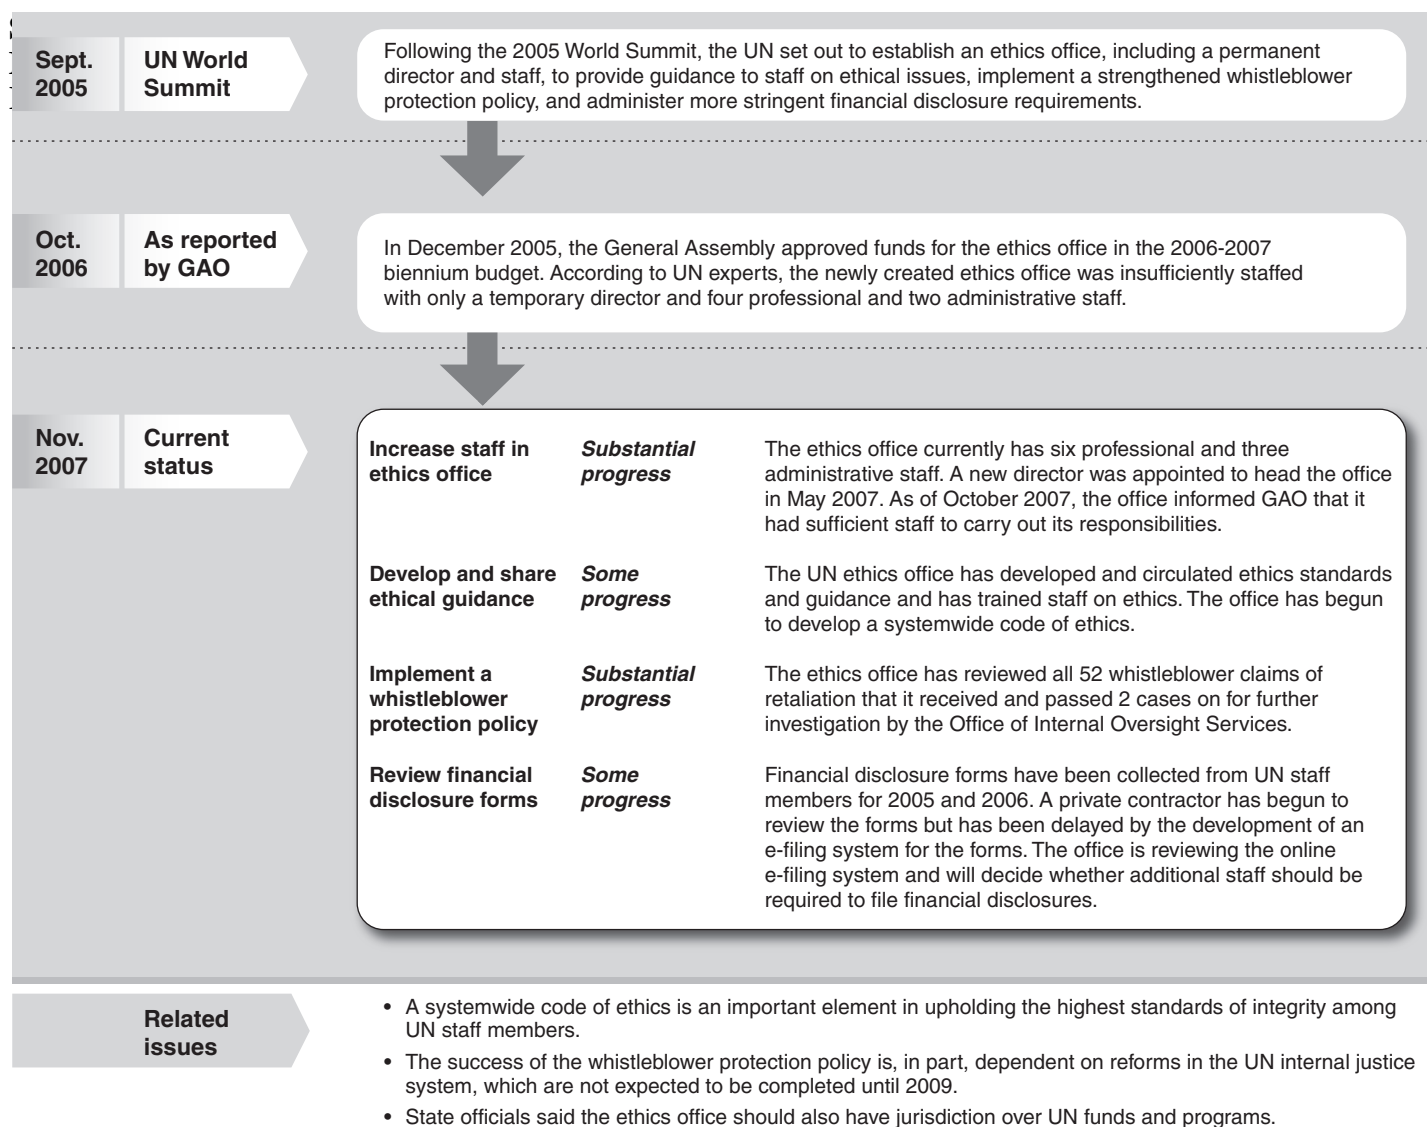 Sept.
2005
UN World
Summit
Following the 2005 World Summit, the UN set out to establish an ethics office, including a permanent
director and staff, to provide guidance to staff on ethical issues, implement a strengthened whistleblower
protection policy, and administer more stringent financial disclosure requirements.
Oct.
2006
As reported
by GAO
In December 2005, the General Assembly approved funds for the ethics office in the 2006-2007
biennium budget. According to UN experts, the newly created ethics office was insufficiently staffed
with only a temporary director and four professional and two administrative staff.
Nov.
2007
Current
status
Increase staff in
ethics office
Substantial
progress
The ethics office currently has six professional and three
administrative staff. A new director was appointed to head the office
in May 2007. As of October 2007, the office informed GAO that it
had sufficient staff to carry out its responsibilities.
Develop and share
ethical guidance
Some
progress
The UN ethics office has developed and circulated ethics standards
and guidance and has trained staff on ethics. The office has begun
to develop a systemwide code of ethics.
Implement a
whistleblower
protection policy
Substantial
progress
The ethics office has reviewed all 52 whistleblower claims of
retaliation that it received and passed 2 cases on for further
investigation by the Office of Internal Oversight Services.
Review financial
disclosure forms
Some
progress
Financial disclosure forms have been collected from UN staff
members for 2005 and 2006. A private contractor has begun to
review the forms but has been delayed by the development of an
e-filing system for the forms. The office is reviewing the online
e-filing system and will decide whether additional staff should be
required to file financial disclosures.
Related
issues
• A systemwide code of ethics is an important element in upholding the highest standards of integrity among
UN staff members.
• The success of the whistleblower protection policy is, in part, dependent on reforms in the UN internal justice
system, which are not expected to be completed until 2009.
• State officials said the ethics office should also have jurisdiction over UN funds and programs.